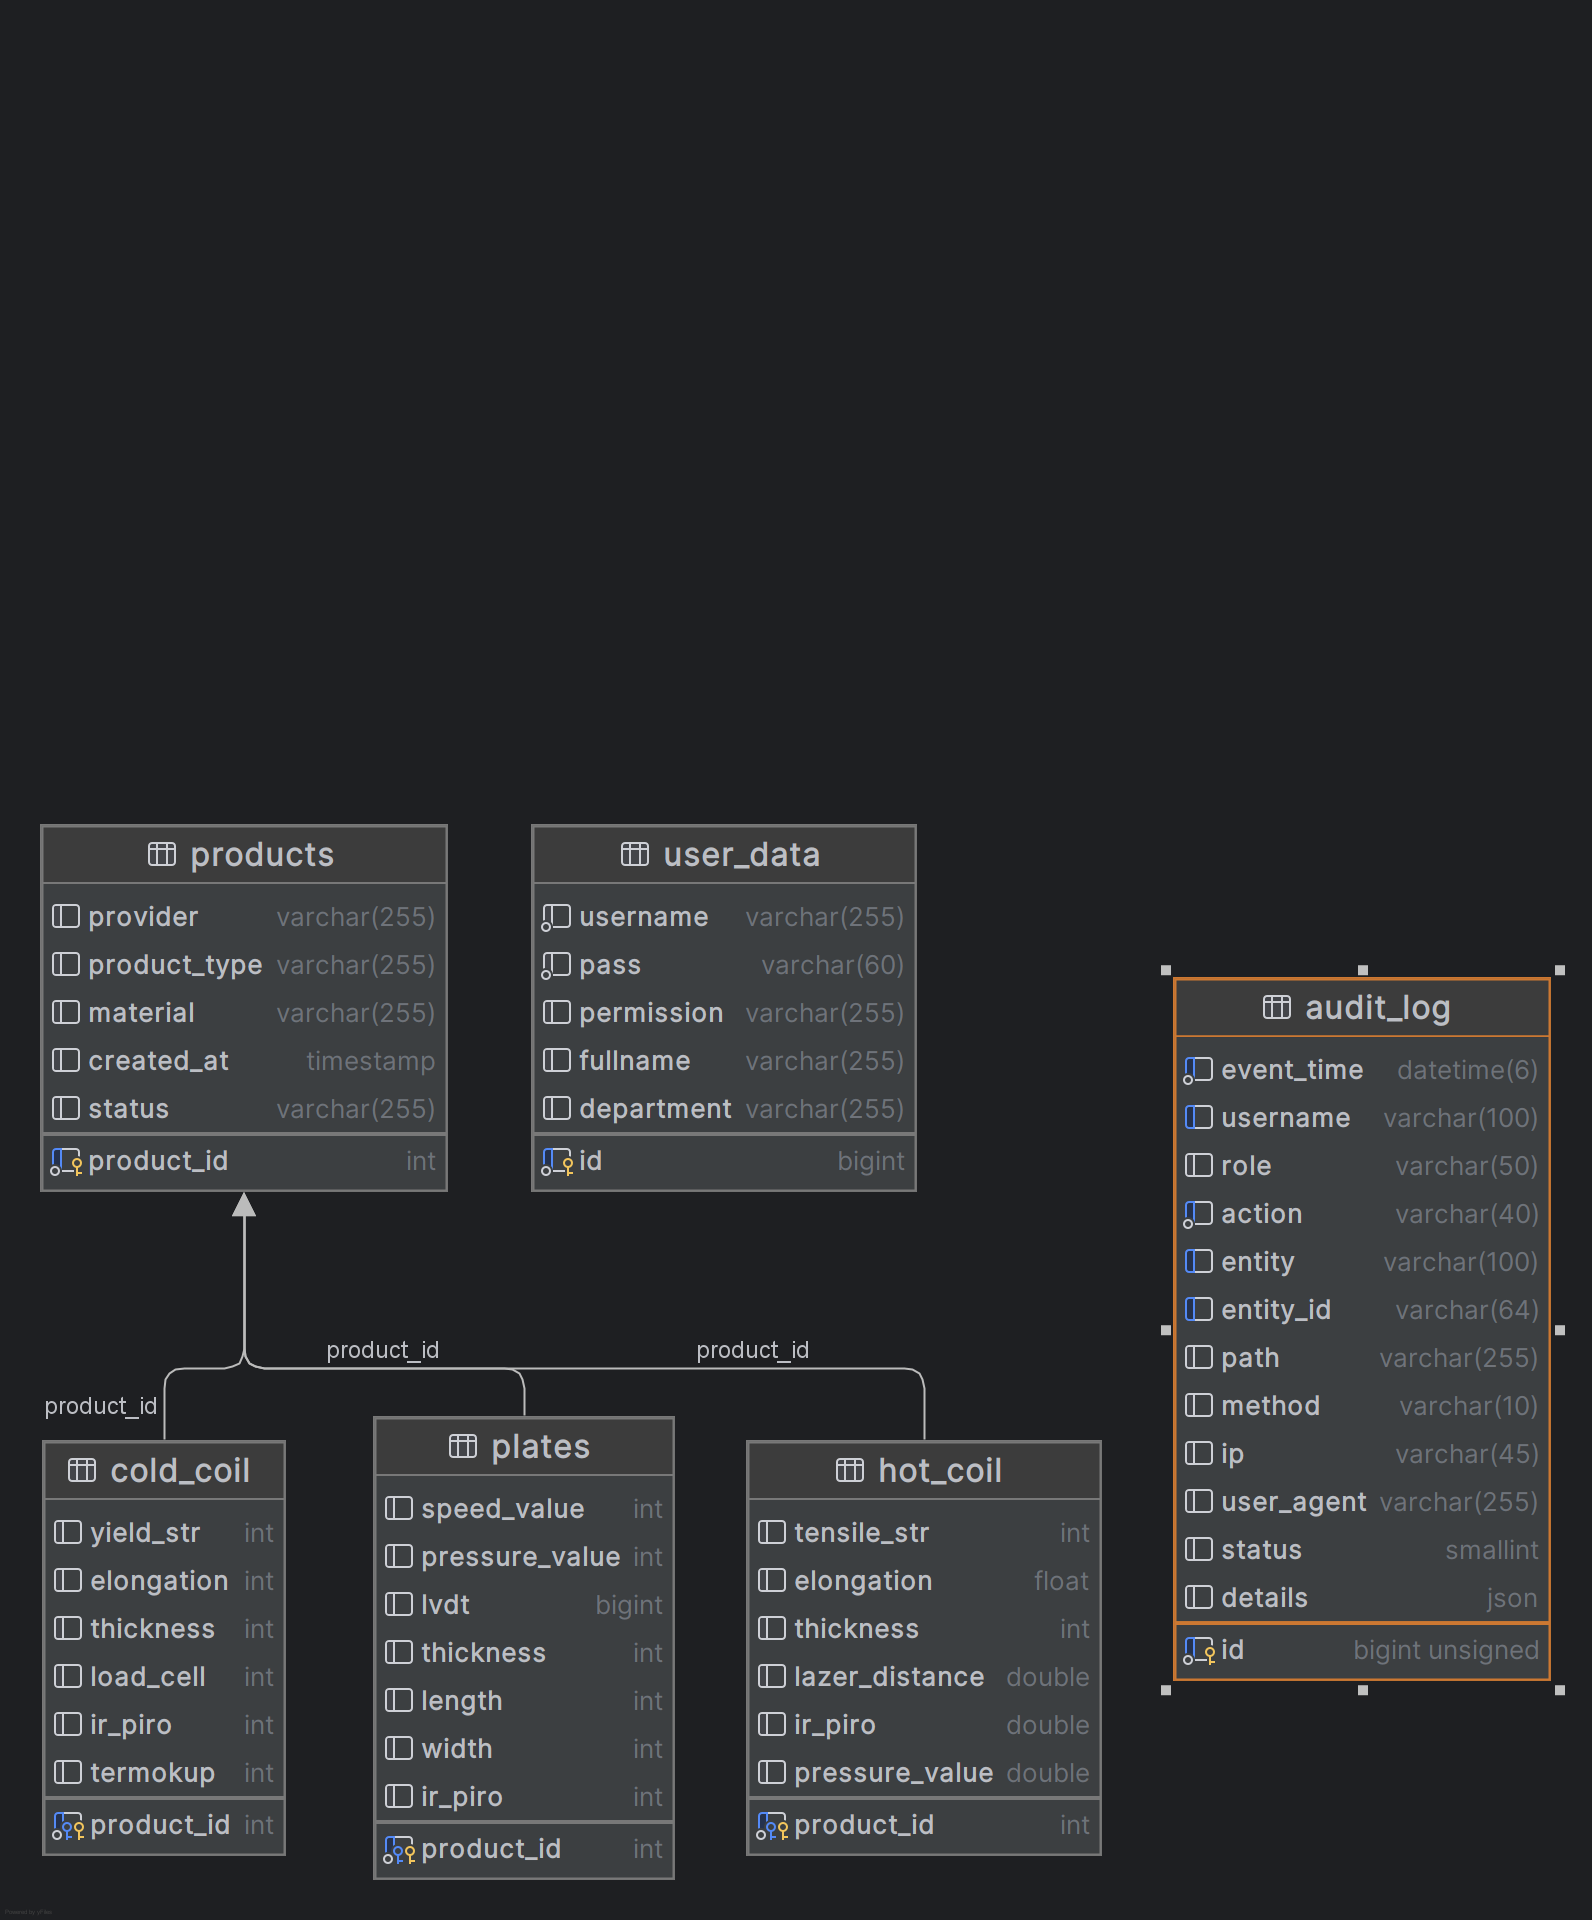 products
provider varchar(255)
product_type varchar(255)
material varchar(255)
created_at timestamp
status varchar(255)
product_id int
user_data
username varchar(255)
pass varchar(60)
permission varchar(255)
fullname varchar(255)
department varchar(255)
id bigint
audit_log
event_time datetime(6)
username varchar(100)
role varchar(50)
action varchar(40)
entity varchar(100)
entity_id varchar(64)
path varchar(255)
method varchar(10)
ip varchar(45)
user_agent varchar(255)
status smallint
details json
id bigint unsigned
product_id
product_id
product_id
cold_coil
yield_str int
elongation int
thickness int
load_cell int
ir_piro int
termokup int
product_id int
plates
speed_value int
pressure_value int
lvdt bigint
thickness int
length int
width int
ir_piro int
product_id int
hot_coil
tensile_str int
elongation float
thickness int
lazer_distance double
ir_piro double
pressure_value double
product_id int
Powered by yFiles